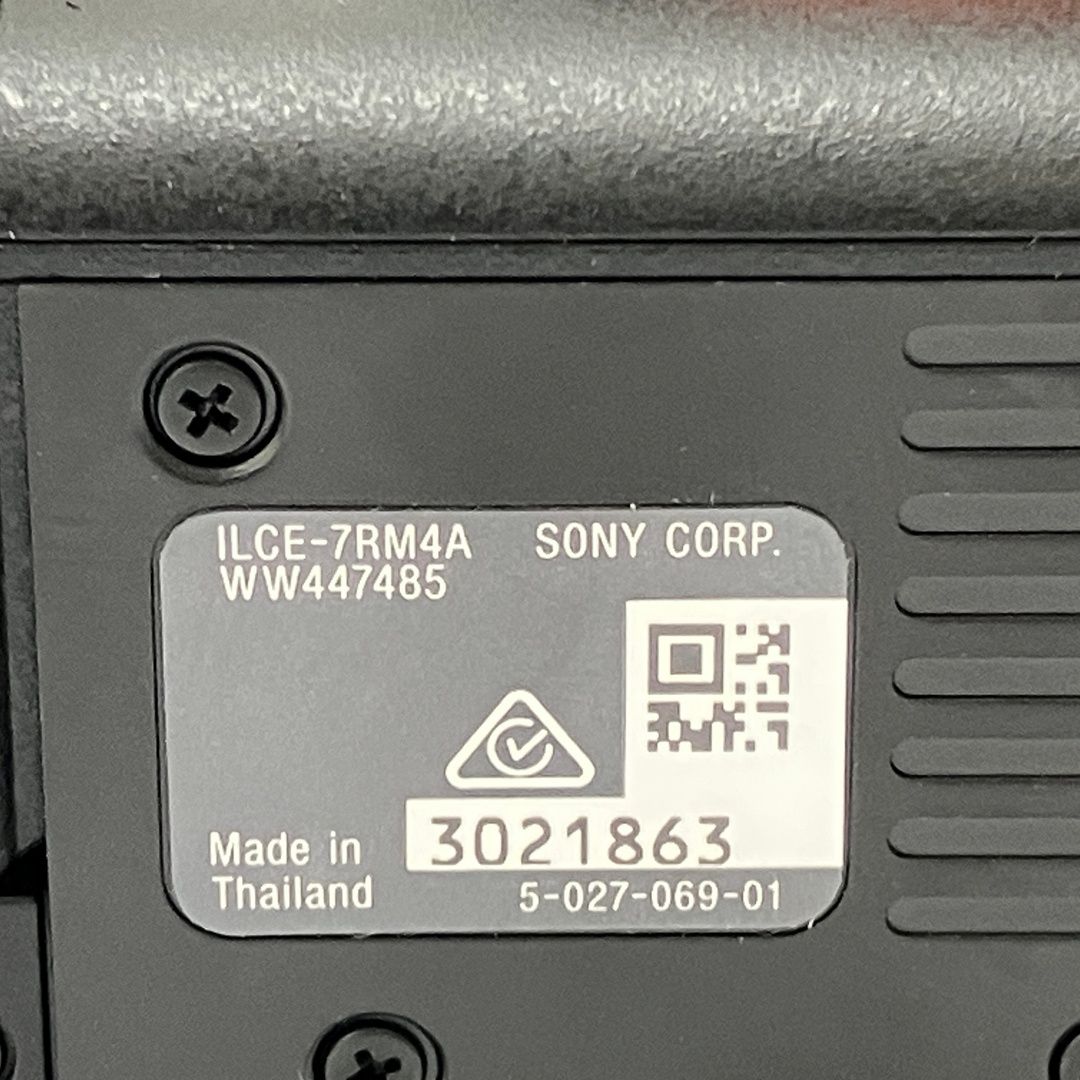 ILCE-7RM4A SONY CORP.
WW447485
3021863
Made in
Thailand
5-027-069-01